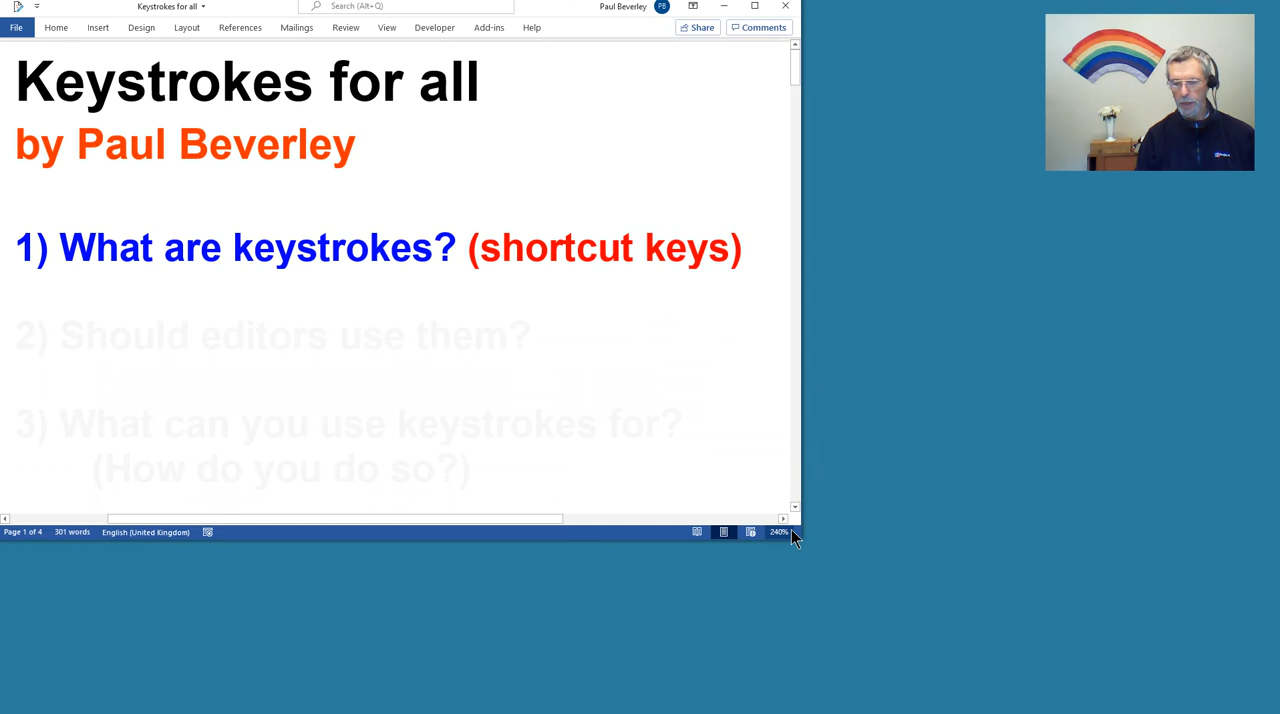 Keystrokes for all
Search (Alt+Q)
Paul Beverley
PB
File
Home
Insert
Design
Layout
References
Mailings
Review
View
Developer
Add-ins
Help
Share
Comments
Keystrokes for all
by Paul Beverley
1) What are keystrokes? (shortcut keys)
2) Should editors use them?
3) What can you use keystrokes for?
(How do you do so?)
Page 1 of 4
301 words
English (United Kingdom)
240%